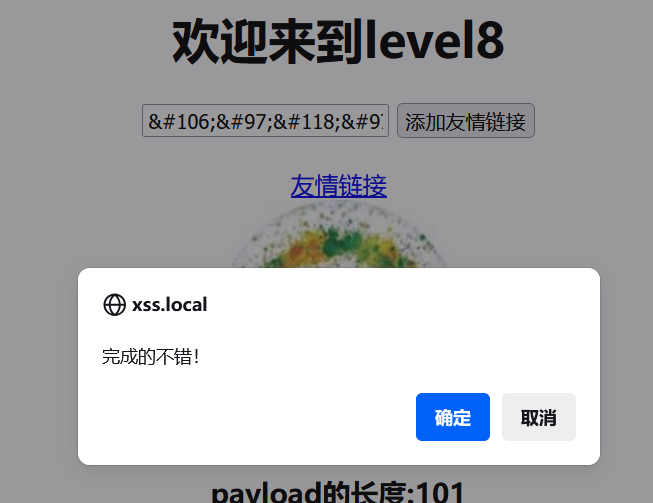 欢迎来到level8
&#106;&#97;&#118;&#9
添加友情链接
友情链接
xss.local
完成的不错！
确定
取消
payload的长度:101